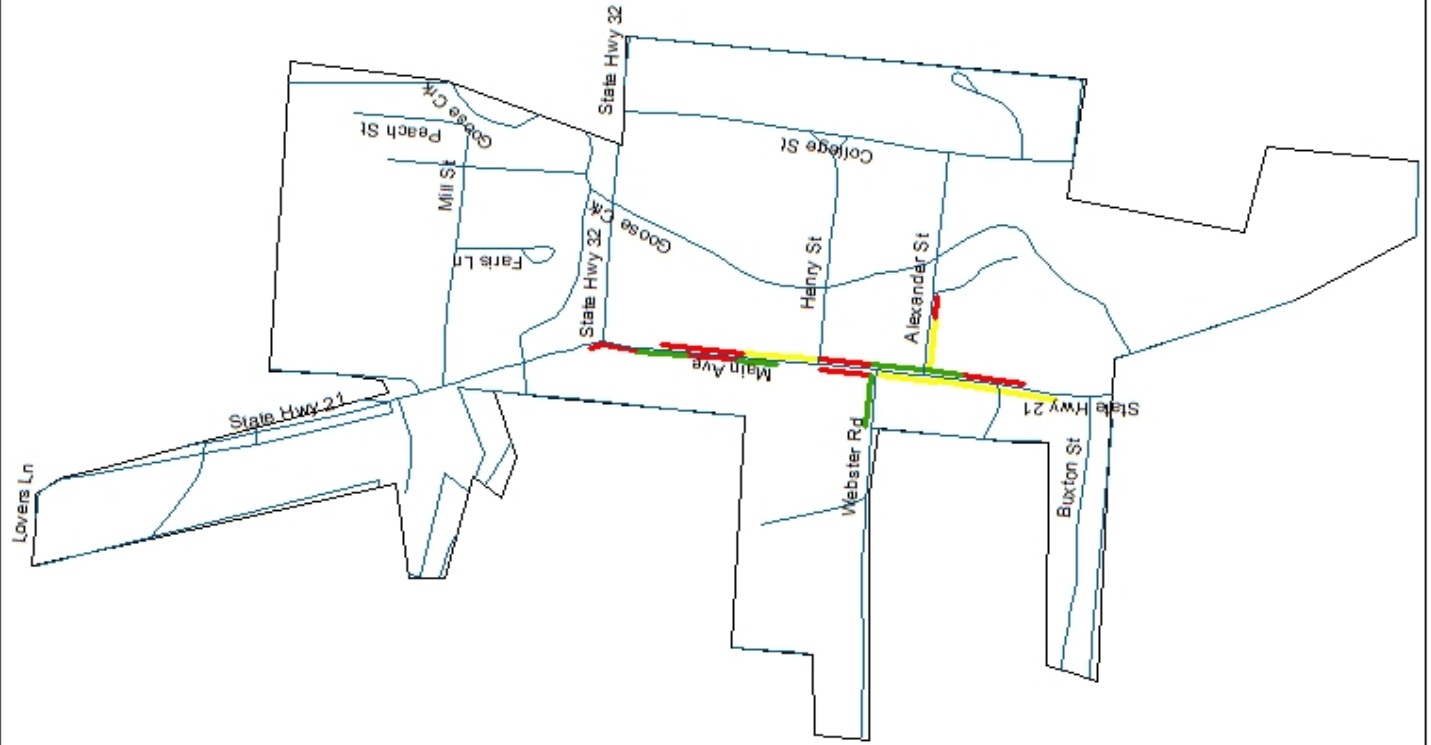 State Hwy 32
Goose Crk
Peach St
College St
Mill St
Goose Crk
Faris Ln
State Hwy 32
Henry St
Alexander St
Main Ave
State Hwy 21
State Hwy 21
Lovers Ln
Webster Rd
Buxton St